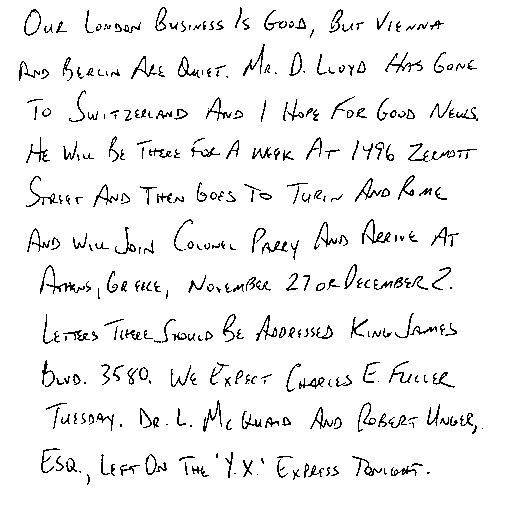 Our London Business Is Good, But Vienna
And Berlin Are Quiet. Mr. D. Lloyd Has Gone
To Switzerland And I Hope For Good News.
He Will Be There For A Week At 1496 Zermott
Street And Then Goes To Turin And Rome
And Will Join Colonel Parry And Arrive At
Athens, Greece, November 27 or December 2.
Letters There Should Be Addressed King James
Blvd. 3580. We Expect Charles E. Fuller
Tuesday. Dr. L. McQuaid And Robert Unger,
Esq., Left On The 'Y.X.' Express Tonight.